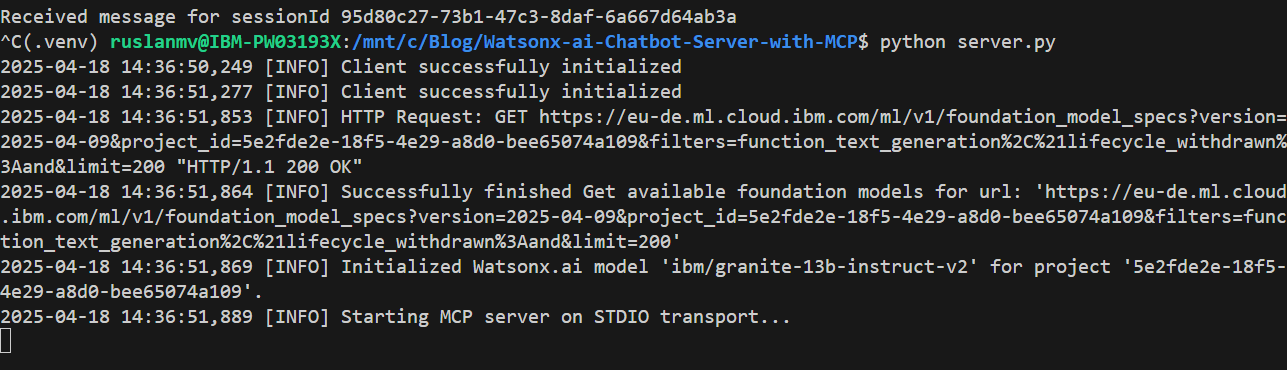 Received message for sessionId 95d80c27-73b1-47c3-8daf-6a667d64ab3a
^C(.venv) ruslanmv@IBM-PW03193X:/mnt/c/Blog/Watsonx-ai-Chatbot-Server-with-MCP$ python server.py
2025-04-18 14:36:50,249 [INFO] Client successfully initialized
2025-04-18 14:36:51,277 [INFO] Client successfully initialized
2025-04-18 14:36:51,853 [INFO] HTTP Request: GET https://eu-de.ml.cloud.ibm.com/ml/v1/foundation_model_specs?version=
2025-04-09&project_id=5e2fde2e-18f5-4e29-a8d0-bee65074a109&filters=function_text_generation%2C%21lifecycle_withdrawn%
3Aand&limit=200 "HTTP/1.1 200 OK"
2025-04-18 14:36:51,864 [INFO] Successfully finished Get available foundation models for url: 'https://eu-de.ml.cloud
.ibm.com/ml/v1/foundation_model_specs?version=2025-04-09&project_id=5e2fde2e-18f5-4e29-a8d0-bee65074a109&filters=func
tion_text_generation%2C%21lifecycle_withdrawn%3Aand&limit=200'
2025-04-18 14:36:51,869 [INFO] Initialized Watsonx.ai model 'ibm/granite-13b-instruct-v2' for project '5e2fde2e-18f5-
4e29-a8d0-bee65074a109'.
2025-04-18 14:36:51,889 [INFO] Starting MCP server on STDIO transport...